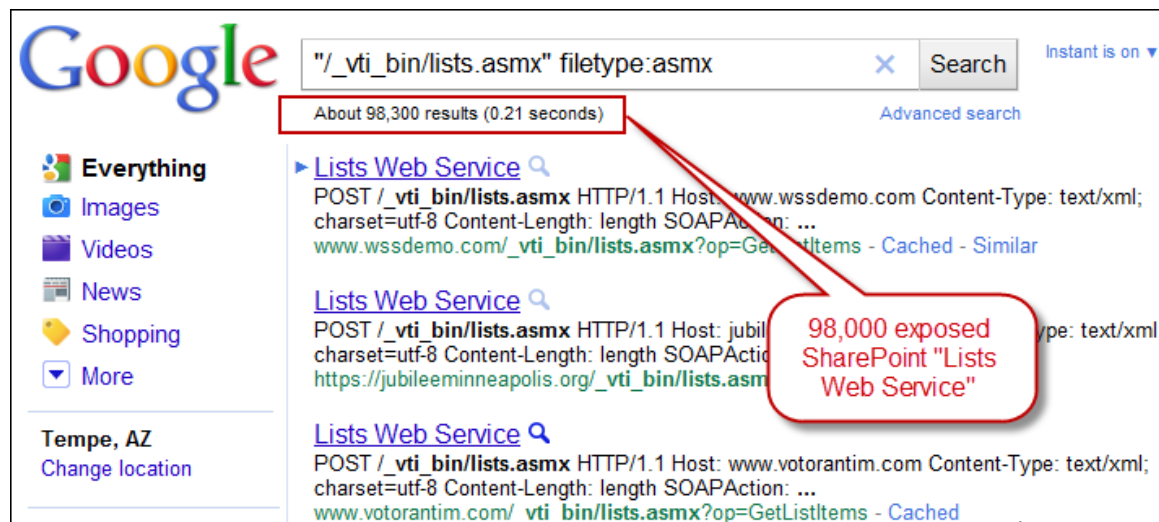 Google
"/_vti_bin/lists.asmx" filetype:asmx
Search
Instant is on
About 98,300 results (0.21 seconds)
Advanced search
Everything
Images
Videos
News
Shopping
More
Tempe, AZ
Change location
Lists Web Service
POST /_vti_bin/lists.asmx HTTP/1.1 Host: www.wssdemo.com Content-Type: text/xml;
charset=utf-8 Content-Length: length SOAPAction: ...
www.wssdemo.com/_vti_bin/lists.asmx?op=GetListItems - Cached - Similar
Lists Web Service
POST /_vti_bin/lists.asmx HTTP/1.1 Host: jubil ype: text/xml
charset=utf-8 Content-Length: length SOAPActio
https://jubileeminneapolis.org/_vti_bin/lists.asm
98,000 exposed
SharePoint "Lists
Web Service"
Lists Web Service
POST /_vti_bin/lists.asmx HTTP/1.1 Host: www.votorantim.com Content-Type: text/xml;
charset=utf-8 Content-Length: length SOAPAction: ...
www.votorantim.com/_vti_bin/lists.asmx?op=GetListItems - Cached